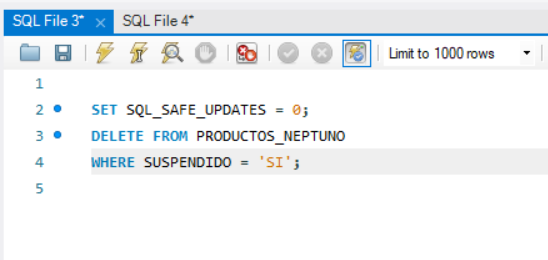 SQL File 3* × SQL File 4*
Limit to 1000 rows
1
2 SET SQL_SAFE_UPDATES = 0;
3 DELETE FROM PRODUCTOS_NEPTUNO
4 WHERE SUSPENDIDO = 'SI';
5